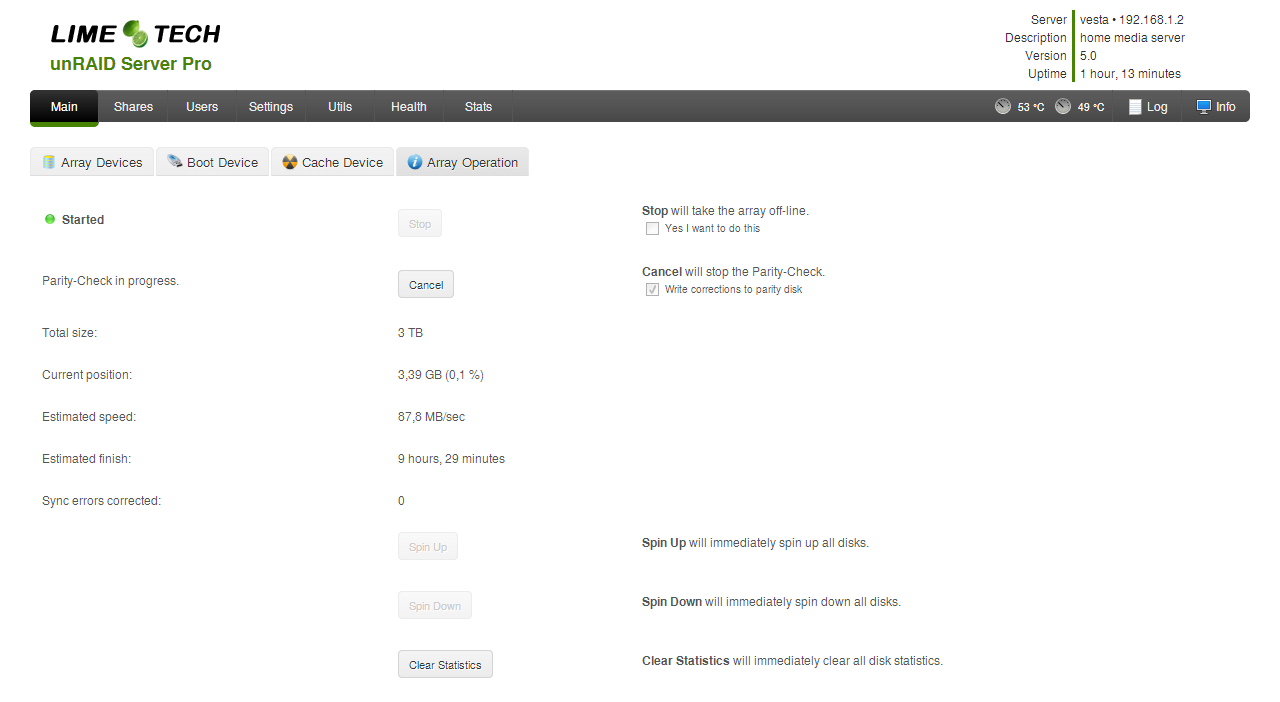 LIME TECH
unRAID Server Pro
Server vesta • 192.168.1.2
Description home media server
Version 5.0
Uptime 1 hour, 13 minutes
Main Shares Users Settings Utils Health Stats 53 °C 49 °C Log Info
Array Devices Boot Device Cache Device Array Operation
Started Stop Stop will take the array off-line.
Yes I want to do this
Parity-Check in progress. Cancel Cancel will stop the Parity-Check.
Write corrections to parity disk
Total size: 3 TB
Current position: 3,39 GB (0,1 %)
Estimated speed: 87,8 MB/sec
Estimated finish: 9 hours, 29 minutes
Sync errors corrected: 0
Spin Up Spin Up will immediately spin up all disks.
Spin Down Spin Down will immediately spin down all disks.
Clear Statistics Clear Statistics will immediately clear all disk statistics.